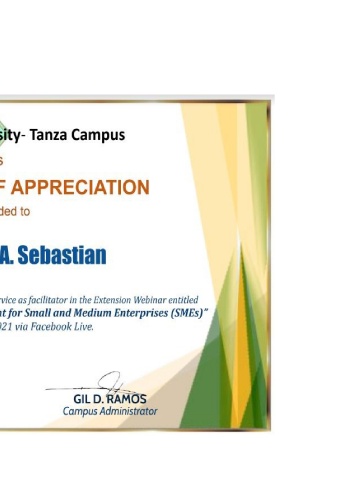 sity- Tanza Campus
s
F APPRECIATION
ded to
A. Sebastian
rvice as facilitator in the Extension Webinar entitled
nt for Small and Medium Enterprises (SMEs)"
021 via Facebook Live.
GIL D. RAMOS
Campus Administrator